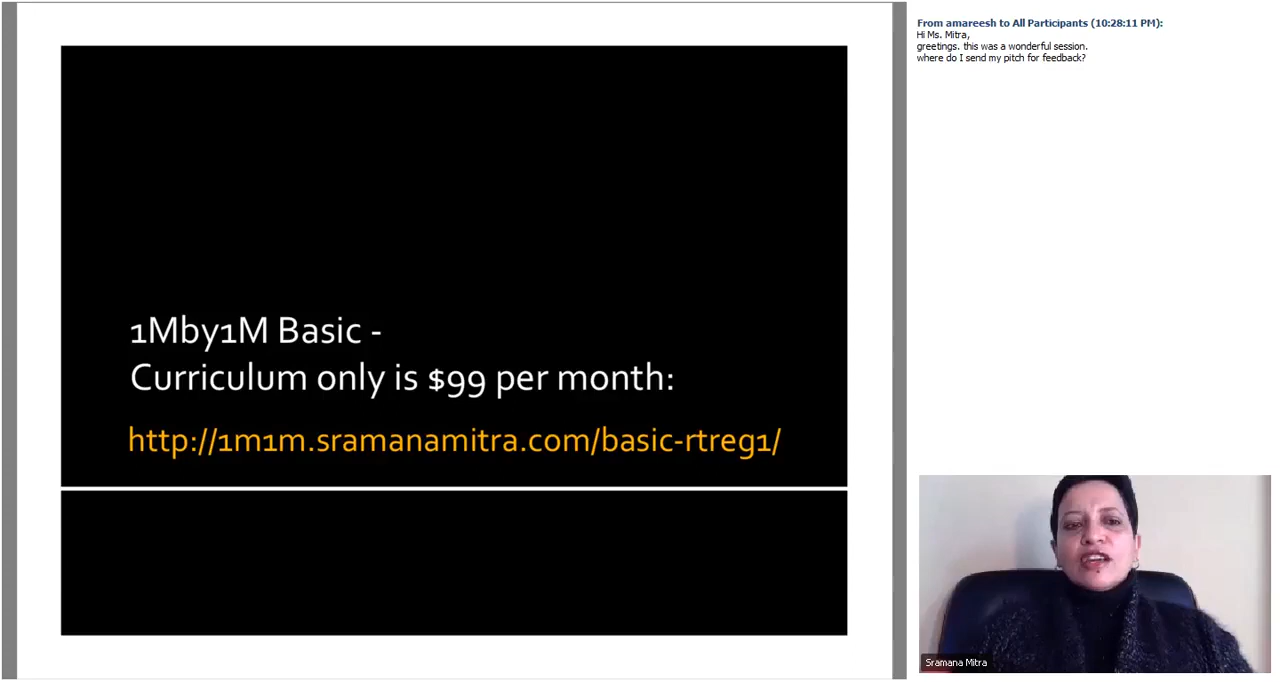 1Mby1M Basic -
Curriculum only is $99 per month:
http://1m1m.sramanamitra.com/basic-rtreg1/
From amareesh to All Participants (10:28:11 PM):
Hi Ms. Mitra,
greetings. this was a wonderful session.
where do I send my pitch for feedback?
Sramana Mitra